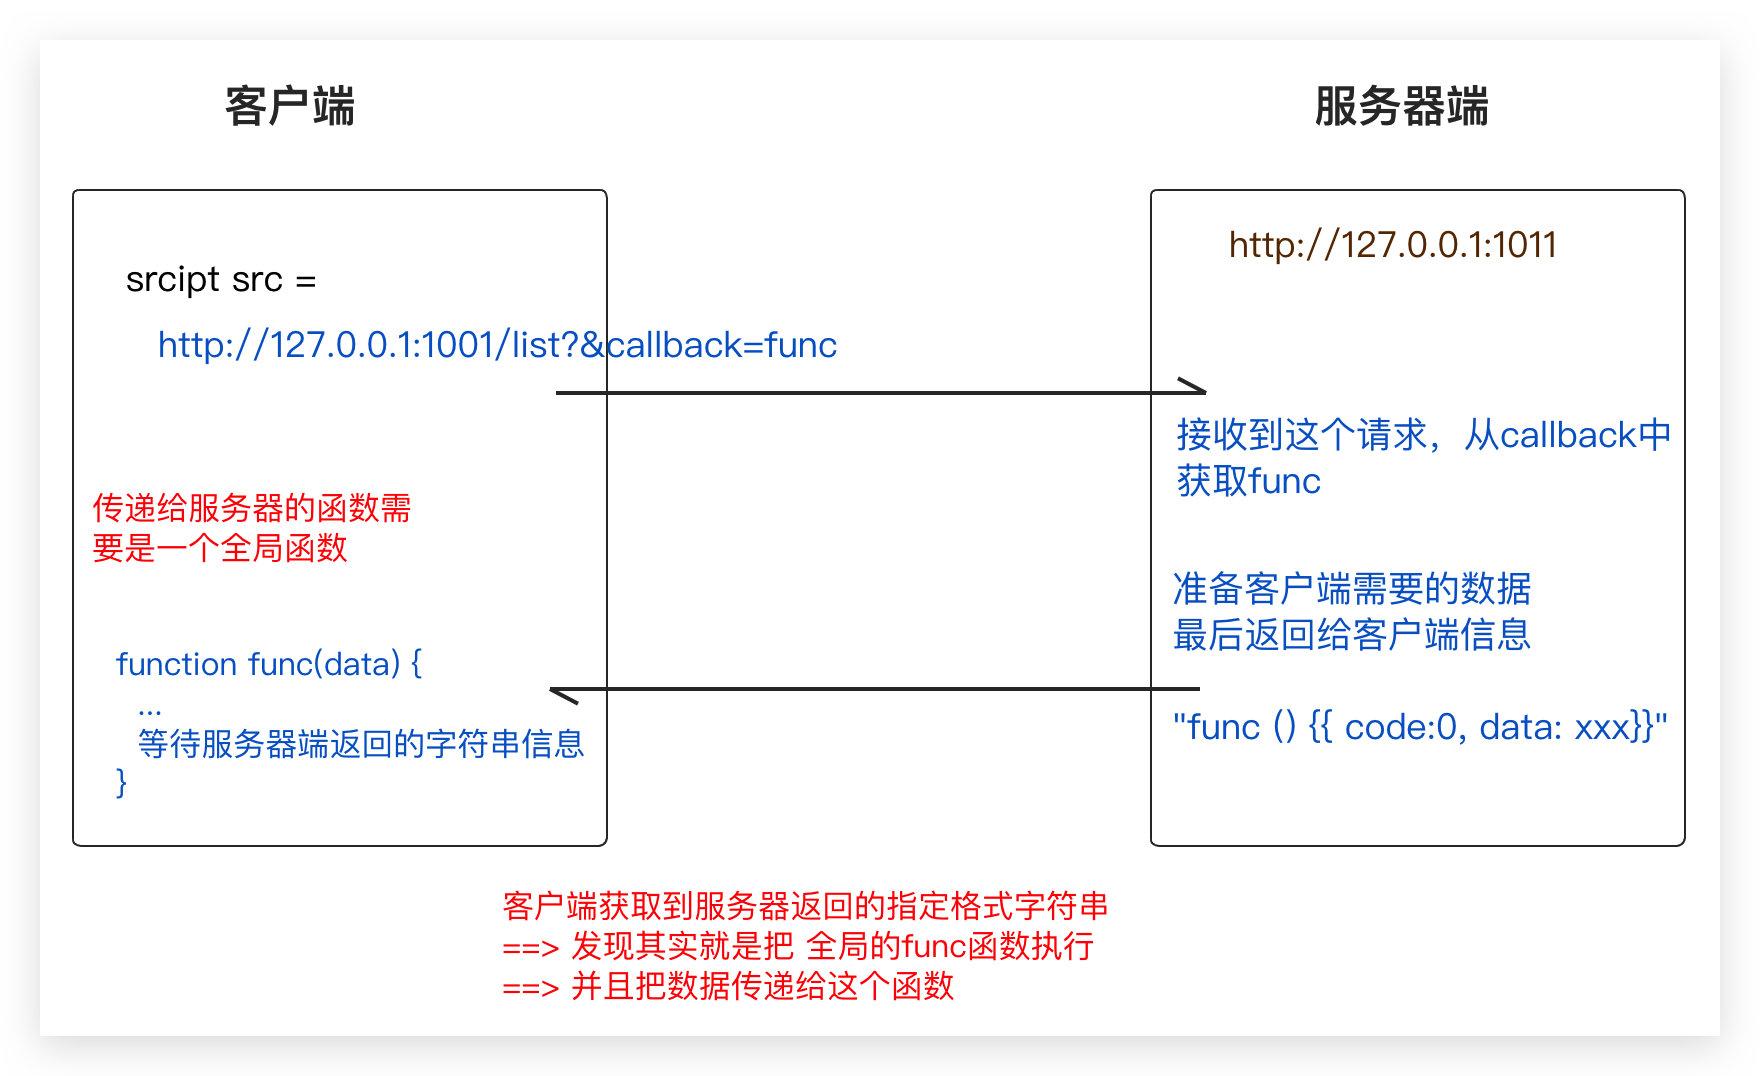 客户端
服务器端
srcipt src =
http://127.0.0.1:1001/list?&callback=func
传递给服务器的函数需
要是一个全局函数
function func(data) {
...
等待服务器端返回的字符串信息
}
http://127.0.0.1:1011
接收到这个请求，从callback中
获取func
准备客户端需要的数据
最后返回给客户端信息
"func () {{ code:0, data: xxx}}"
客户端获取到服务器返回的指定格式字符串
==> 发现其实就是把 全局的func函数执行
==> 并且把数据传递给这个函数